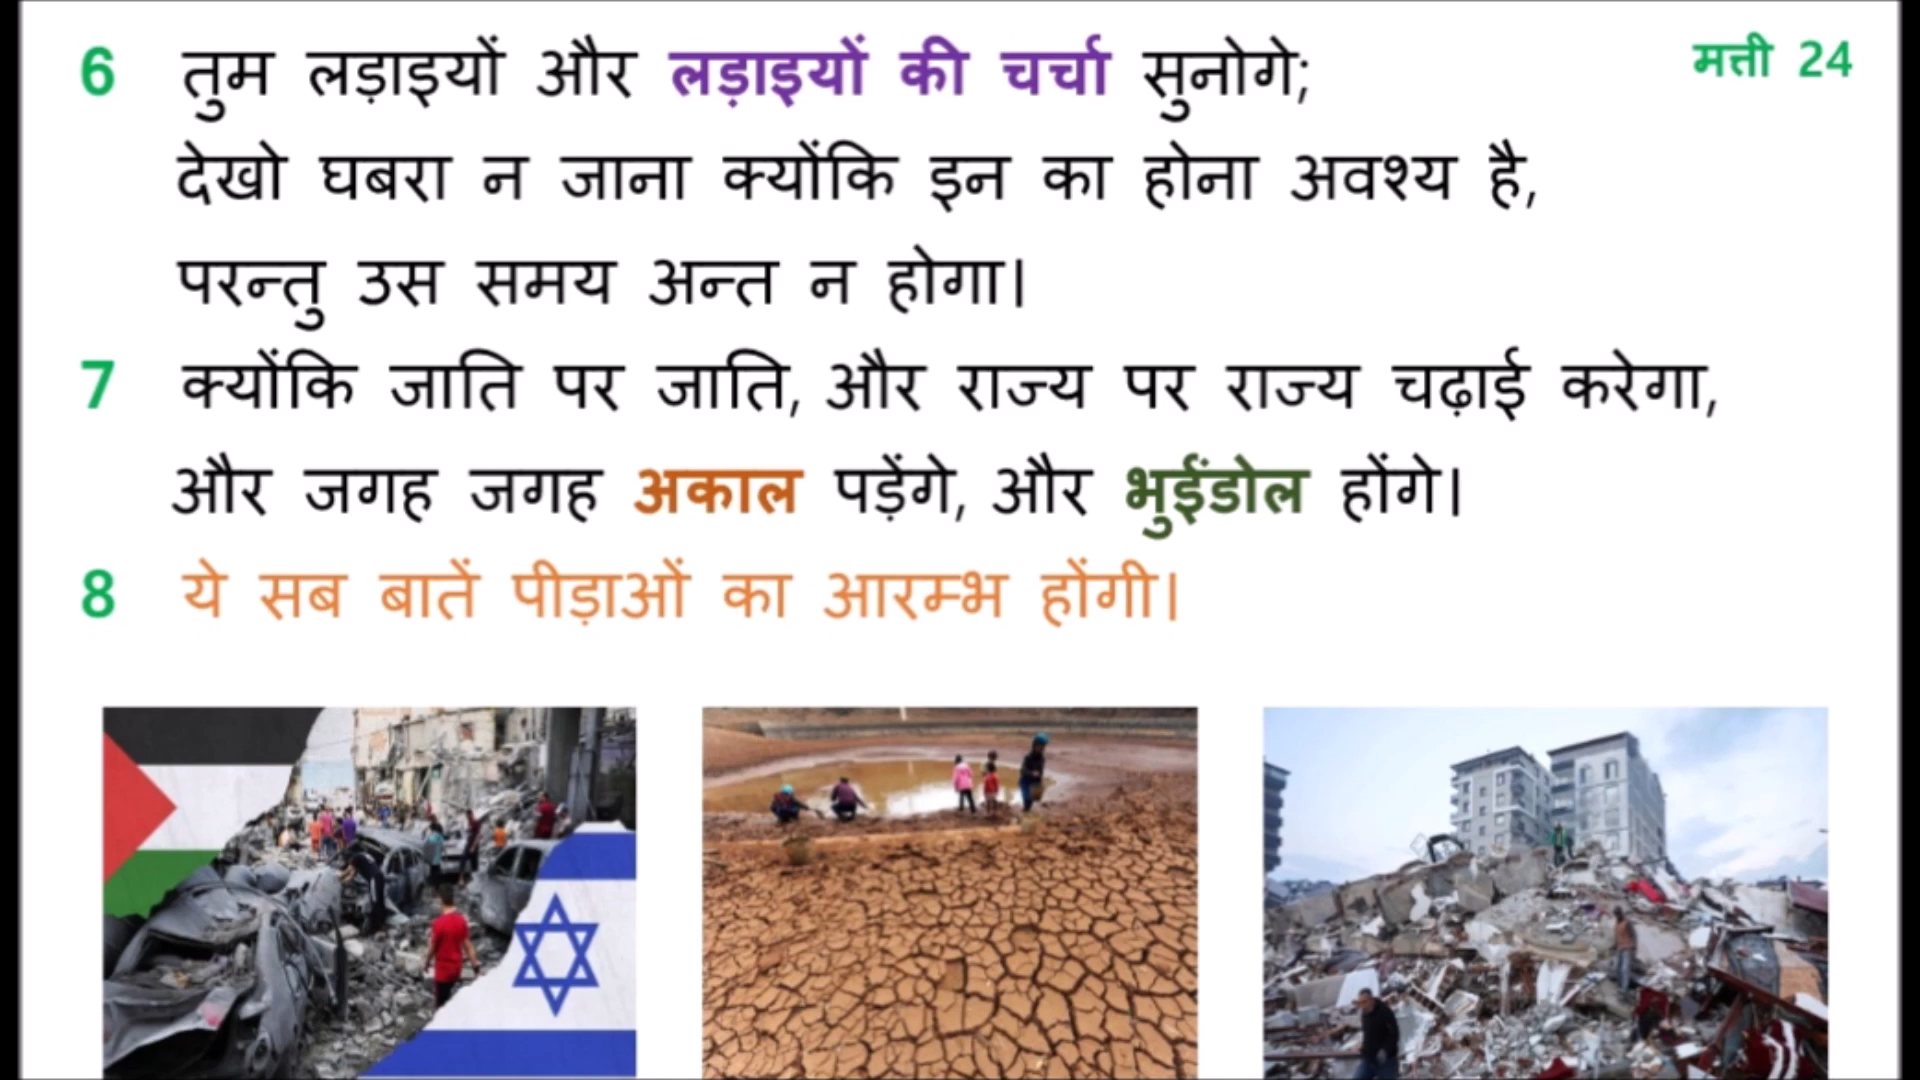 मत्ती 24
6 तुम लड़ाइयों और लड़ाइयों की चर्चा सुनोगे;
देखो घबरा न जाना क्योंकि इन का होना अवश्य है,
परन्तु उस समय अन्त न होगा।
7 क्योंकि जाति पर जाति, और राज्य पर राज्य चढ़ाई करेगा,
और जगह जगह अकाल पड़ेंगे, और भुईंडोल होंगे।
8 ये सब बातें पीड़ाओं का आरम्भ होंगी।